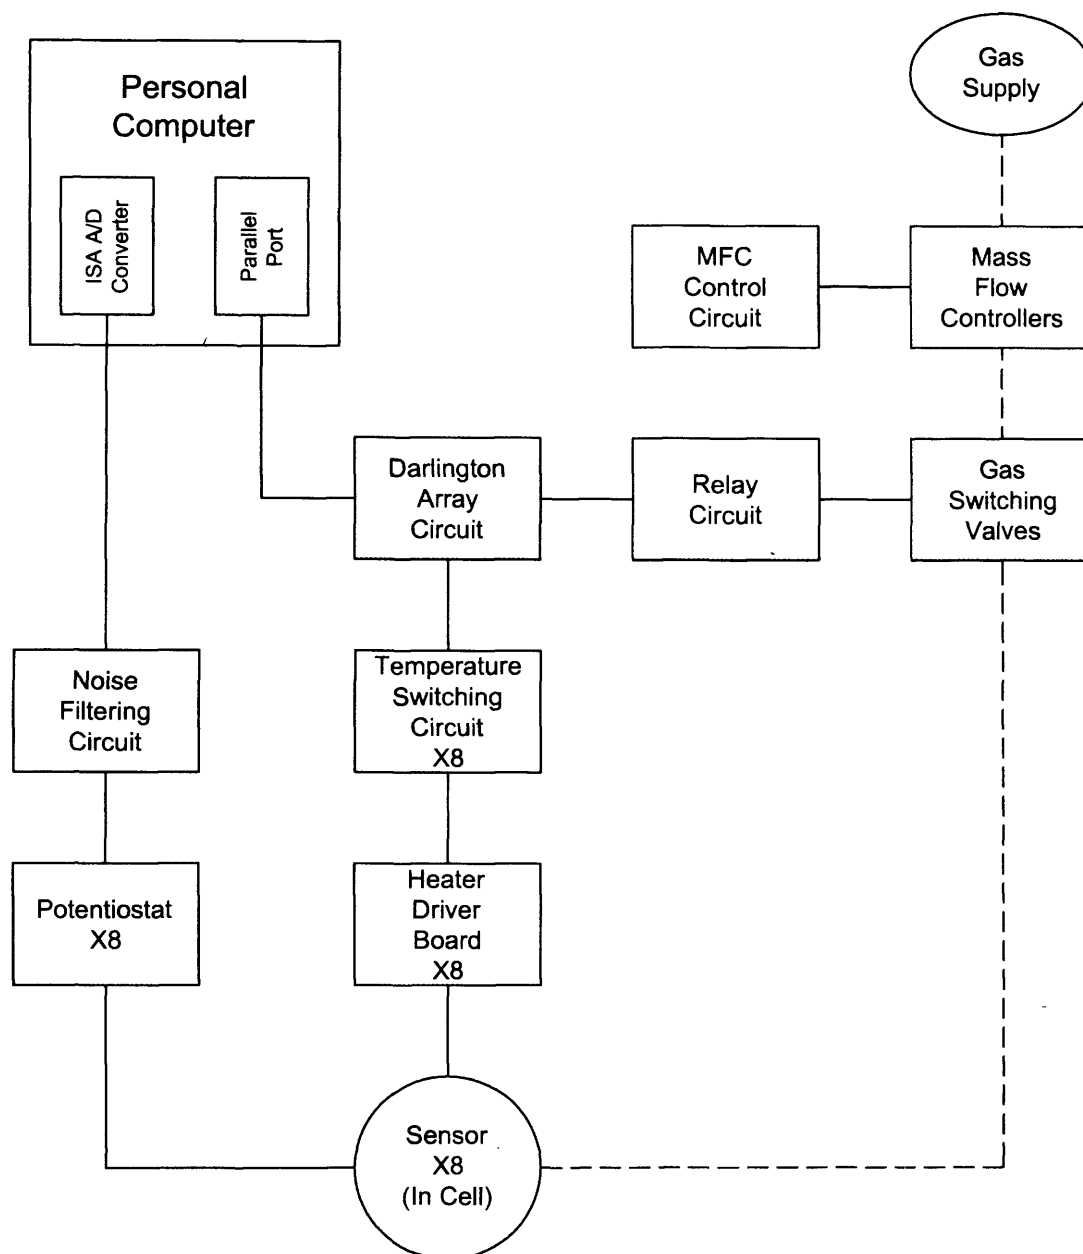 Personal
Computer
ISA A/D
Converter
Parallel
Port
Gas
Supply
MFC
Control
Circuit
Mass
Flow
Controllers
Darlington
Array
Circuit
Relay
Circuit
Gas
Switching
Valves
Noise
Filtering
Circuit
Temperature
Switching
Circuit
X8
Potentiostat
X8
Heater
Driver
Board
X8
Sensor
X8
(In Cell)